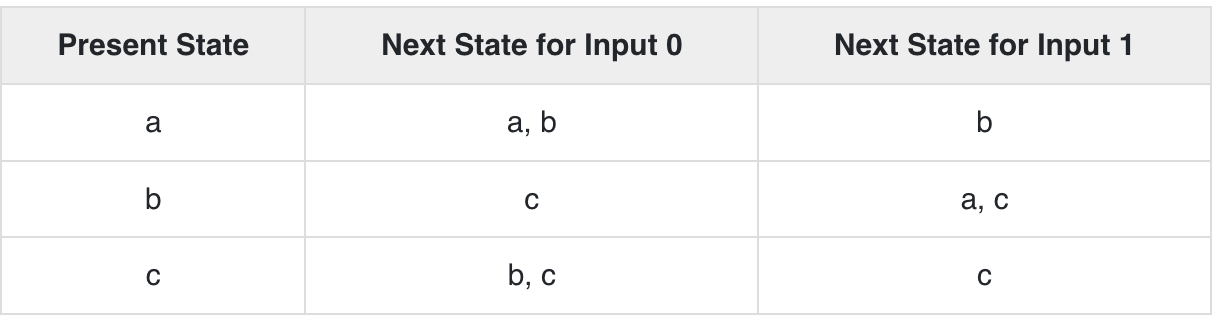 Present State Next State for Input 0 Next State for Input 1
a a, b b
b c a, c
c b, c c